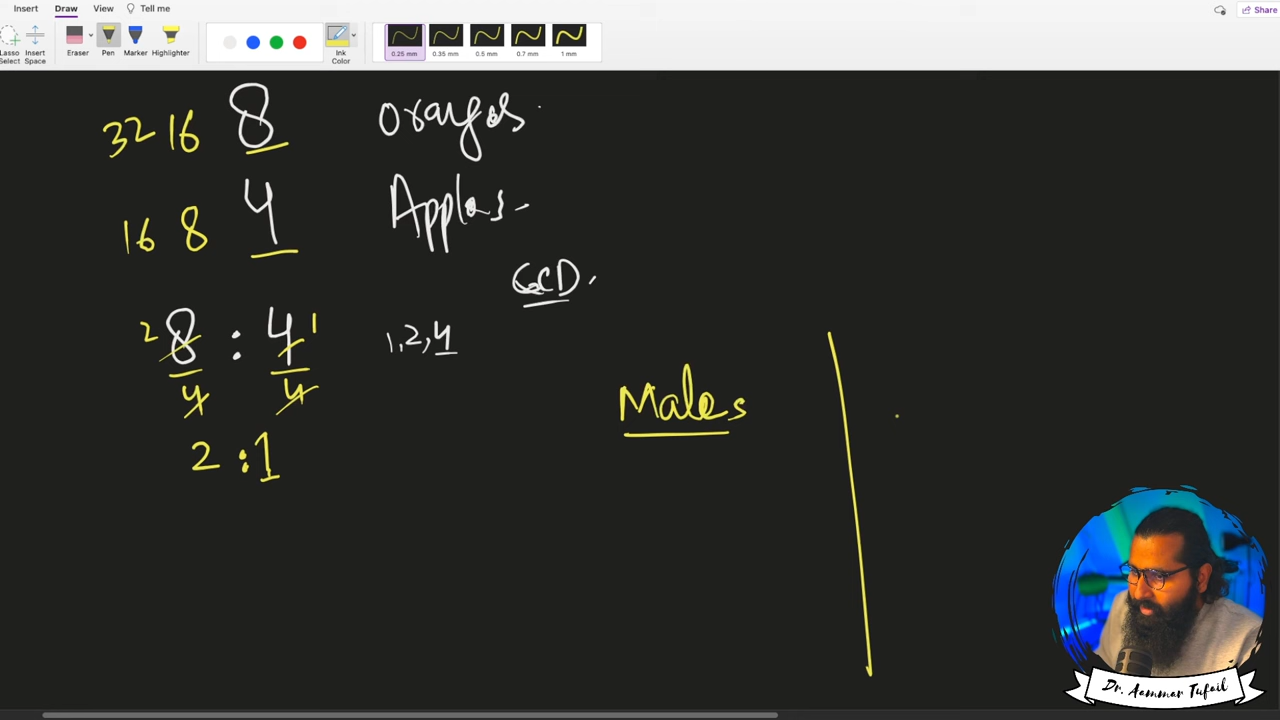 Insert Draw View Tell me
Share
Lasso Select
Insert Space
Eraser
Pen
Marker
Highlighter
Ink Color
0.25 mm 0.35 mm 0.5 mm 0.7 mm 1 mm
32 16 8 Oranges.
16 8 4 Apples.
GCD.
2 8 : 4 1 1, 2, 4
4 4
2 : 1
Males
Dr. Aammar Tufail